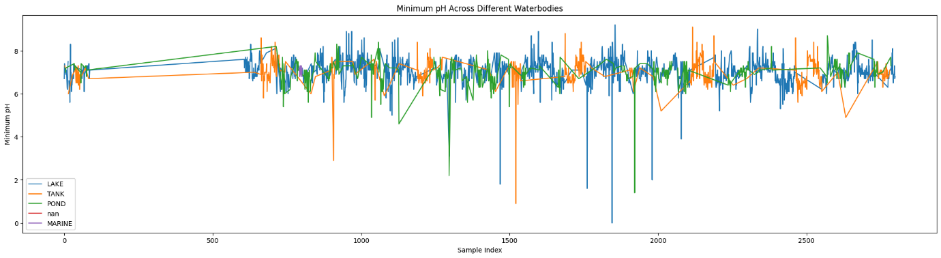 Minimum pH Across Different Waterbodies
Minimum pH
8
6
4
2
0
LAKE
TANK
POND
nan
MARINE
0
500
1000
1500
2000
2500
Sample Index